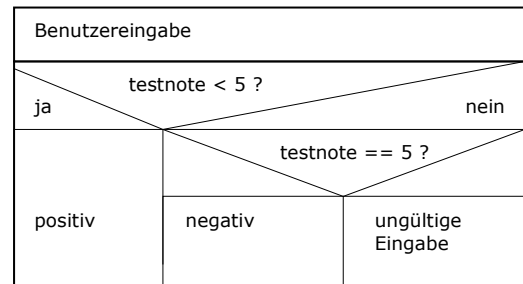 Benutzereingabe
testnote < 5 ?
ja
nein
testnote == 5 ?
positiv
negativ
ungültige
Eingabe